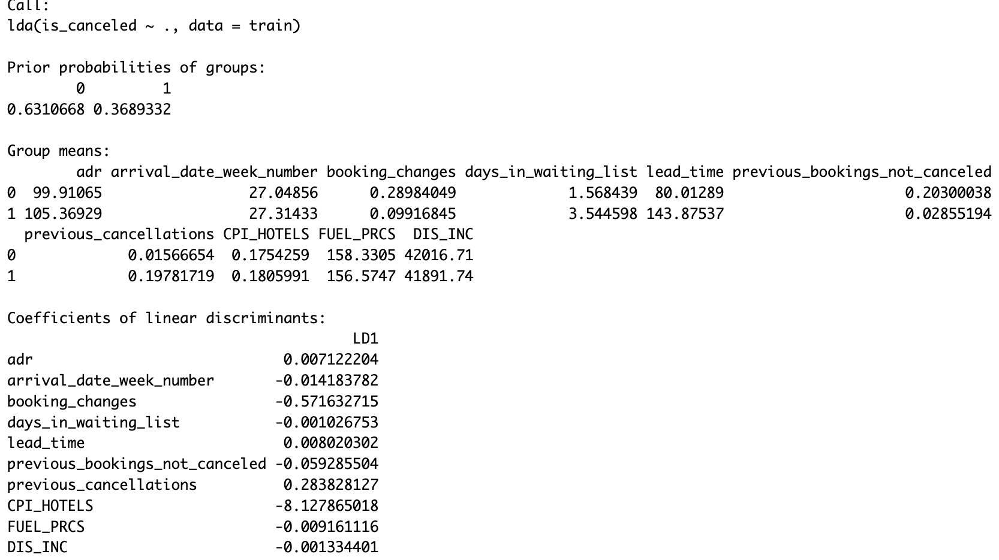 Call:
lda(is_canceled ~ ., data = train)
Prior probabilities of groups:
0 1
0.6310668 0.3689332
Group means:
adr arrival_date_week_number booking_changes days_in_waiting_list lead_time previous_bookings_not_canceled
0 99.91065 27.04856 0.28984049 1.568439 80.01289 0.20300038
1 105.36929 27.31433 0.09916845 3.544598 143.87537 0.02855194
previous_cancellations CPI_HOTELS FUEL_PRCS DIS_INC
0 0.01566654 0.1754259 158.3305 42016.71
1 0.19781719 0.1805991 156.5747 41891.74
Coefficients of linear discriminants:
LD1
adr 0.007122204
arrival_date_week_number -0.014183782
booking_changes -0.571632715
days_in_waiting_list -0.001026753
lead_time 0.008020302
previous_bookings_not_canceled -0.059285504
previous_cancellations 0.283828127
CPI_HOTELS -8.127865018
FUEL_PRCS -0.009161116
DIS_INC -0.001334401